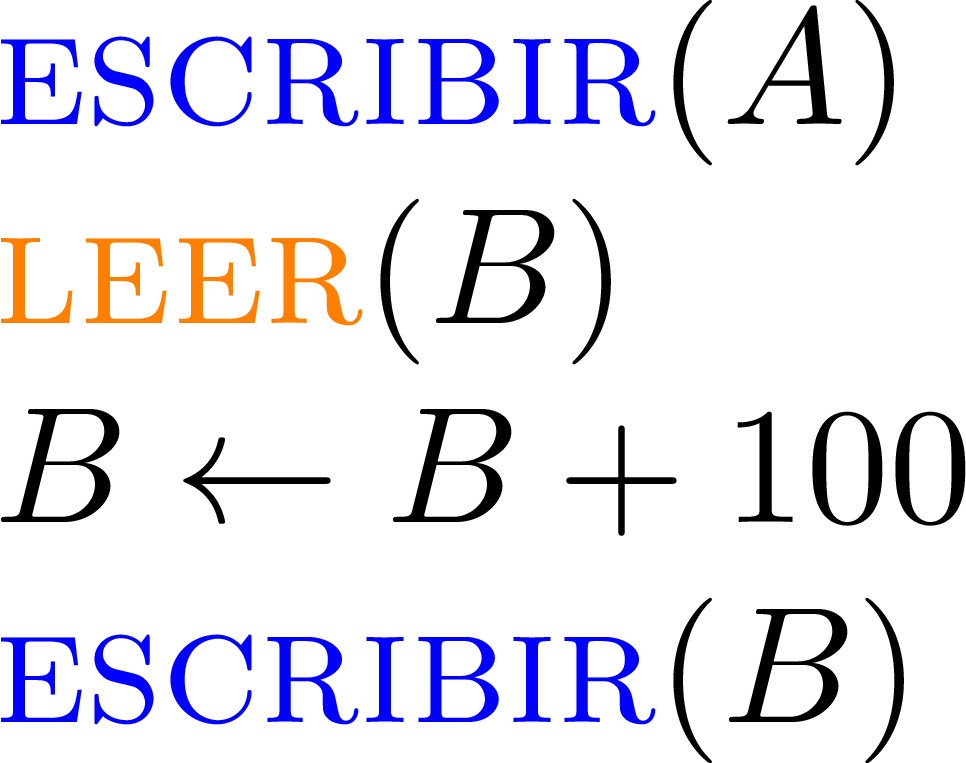 ESCRIBIR(A)
LEER(B)
B ← B + 100
ESCRIBIR(B)